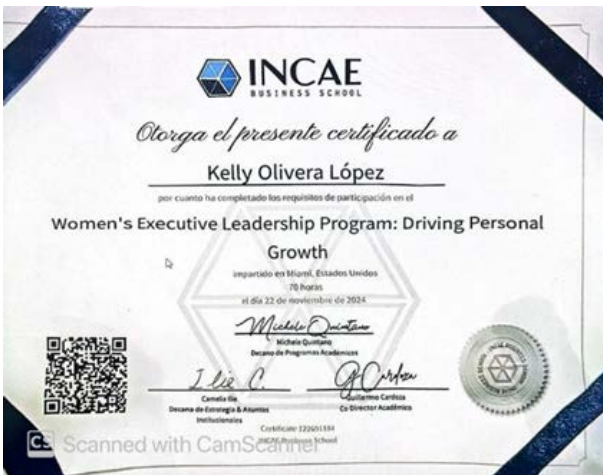 INCAE
BUSINESS SCHOOL
Otorga el presente certificado a
Kelly Olivera López
por cuanto ha completado los requisitos de participación en el
Women's Executive Leadership Program: Driving Personal
Growth
impartido en Miami, Estados Unidos
70 horas
el día 22 de noviembre de 2024
Michele Quintano
Decano de Programas Académicos
Camelia Ilie
Decana de Estrategia & Asuntos
Institucionales
Guillermo Cardoza
Co Director Académico
Certificate 122601334
INCAE Business School
CS Scanned with CamScanner